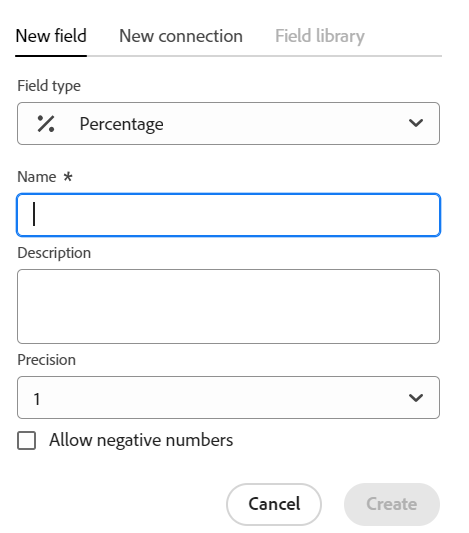 New field New connection Field library
Field type
Percentage
Name *
Description
Precision
1
Allow negative numbers
Cancel Create